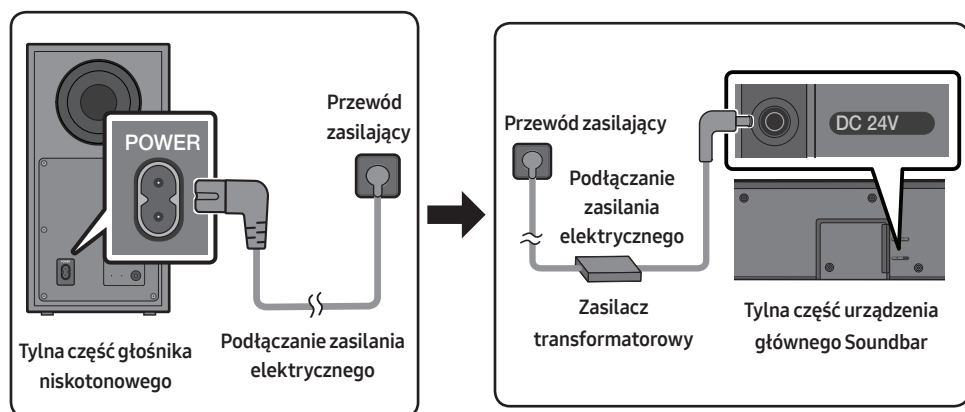 POWER
Przewód
zasilający
Tylna część głośnika
niskotonowego
Podłączanie zasilania
elektrycznego
DC 24V
Przewód zasilający
Podłączanie
zasilania
elektrycznego
Zasilacz
transformatorowy
Tylna część urządzenia
głównego Soundbar